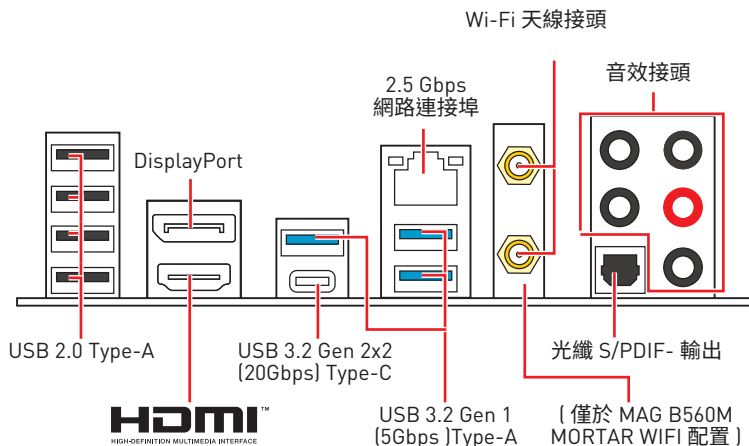 Wi-Fi 天線接頭
2.5 Gbps
網路連接埠
音效接頭
DisplayPort
USB 2.0 Type-A
USB 3.2 Gen 2x2
(20Gbps) Type-C
光纖 S/PDIF- 輸出
HDMI™
HIGH-DEFINITION MULTIMEDIA INTERFACE
USB 3.2 Gen 1
(5Gbps )Type-A
( 僅於 MAG B560M
MORTAR WIFI 配置 )